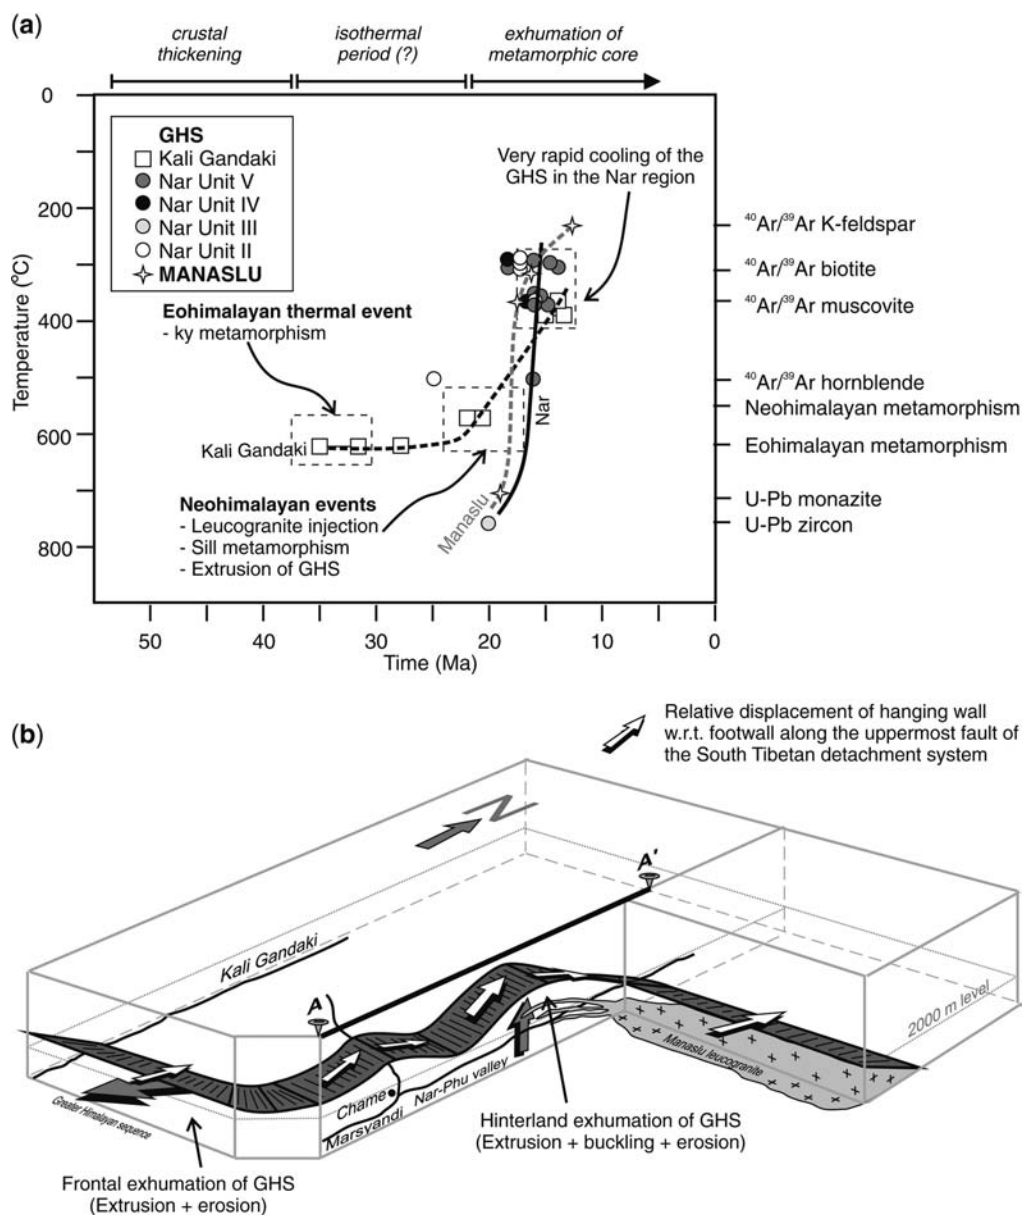 (a)
crustal
thickening
isothermal
period (?)
exhumation of
metamorphic core
0
200
400
600
800
Temperature (ºC)
GHS
Kali Gandaki
Nar Unit V
Nar Unit IV
Nar Unit III
Nar Unit II
MANASLU
Very rapid cooling of the
GHS in the Nar
region
Eohimalayan thermal event
- ky metamorphism
Kali Gandaki
Neohimalayan events
- Leucogranite injection
- Sill metamorphism
- Extrusion of GHS
Manaslu
Nar
⁴⁰Ar/³⁹Ar K-feldspar
⁴⁰Ar/³⁹Ar biotite
⁴⁰Ar/³⁹Ar muscovite
⁴⁰Ar/³⁹Ar hornblende
Neohimalayan metamorphism
Eohimalayan metamorphism
U-Pb monazite
U-Pb zircon
50 40 30 20 10 0
Time (Ma)
(b)
Relative displacement of hanging wall
w.r.t. footwall along the uppermost fault of
the South Tibetan detachment system
N
A'
Kali Gandaki
A
2000 m level
Manaslu leucogranite
Chame
Nar-Phu valley
Marsyandi
Greater Himalayan sequence
Hinterland exhumation of GHS
(Extrusion + buckling + erosion)
Frontal exhumation of GHS
(Extrusion + erosion)